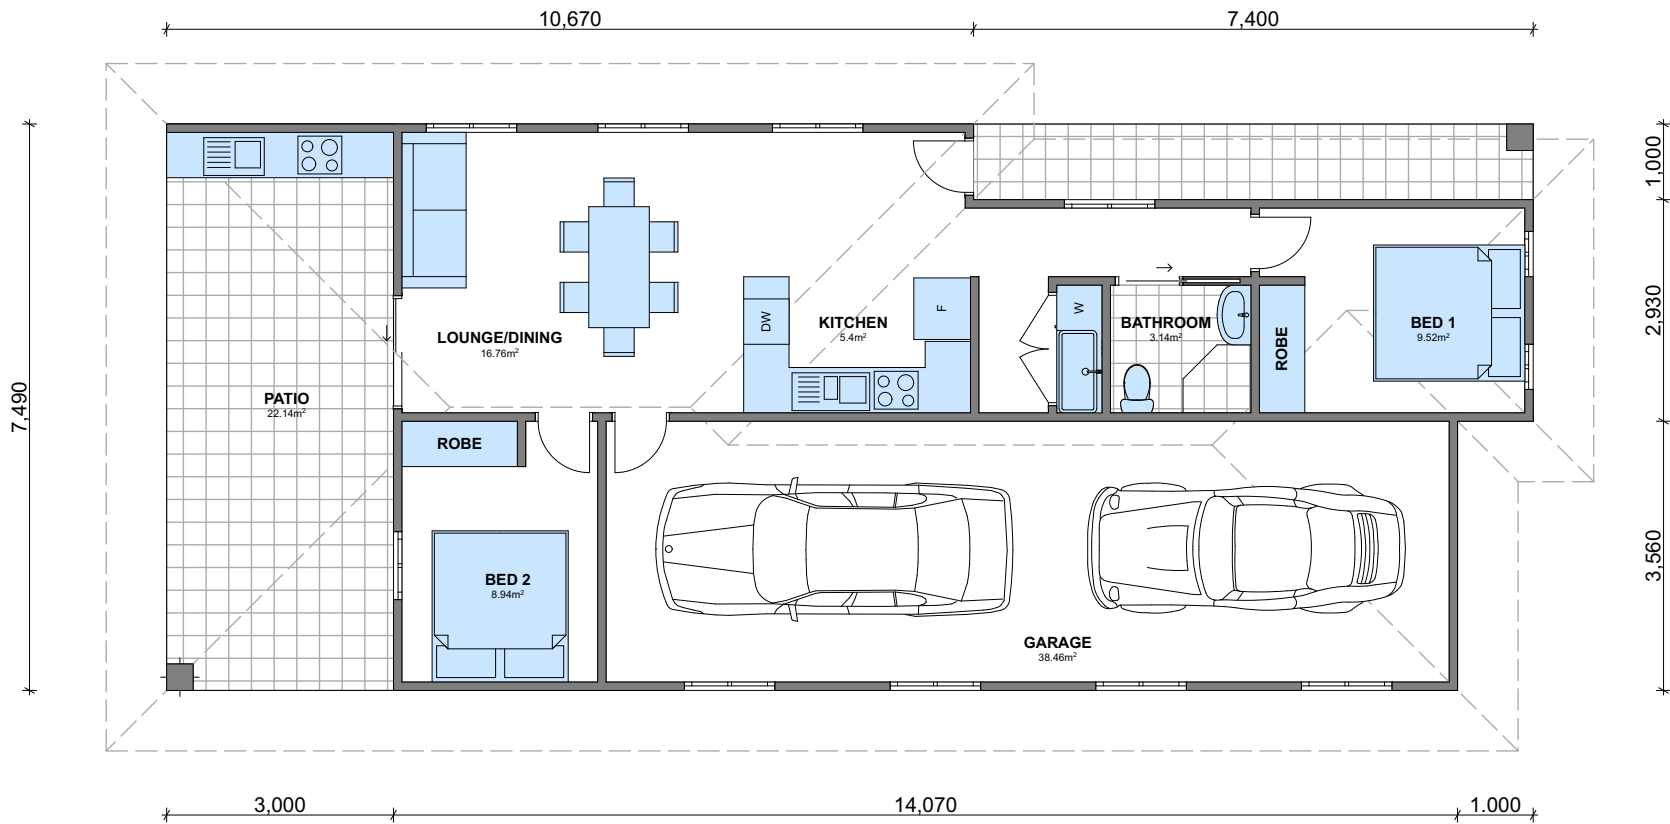 10,670
7,400
1,000
2,930
3,560
7,490
LOUNGE/DINING
16.76m²
DW
KITCHEN
5.4m²
F
W
BATHROOM
3.14m²
ROBE
BED 1
9.52m²
PATIO
22.14m²
ROBE
BED 2
8.94m²
GARAGE
38.46m²
3,000
14,070
1.000